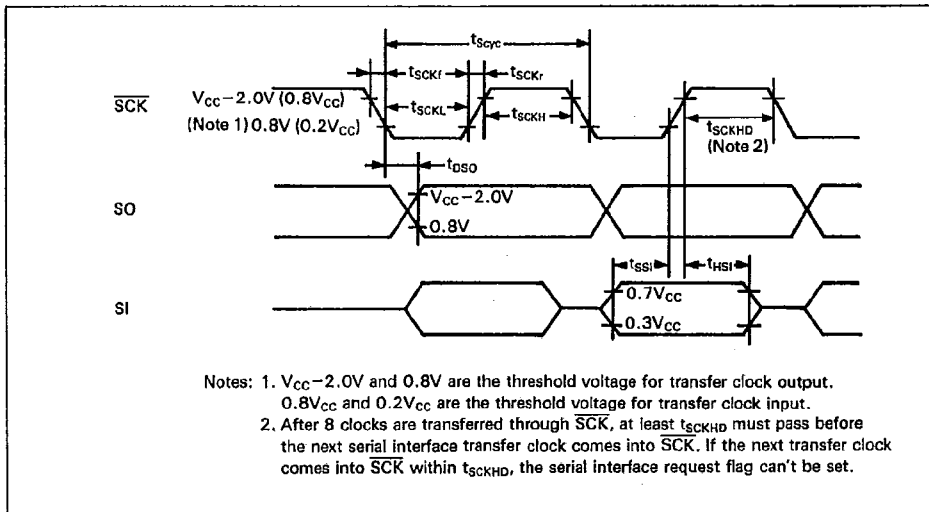 tScyc
tSCKf tSCKr
SCK
VCC−2.0V (0.8VCC)
(Note 1) 0.8V (0.2VCC)
tSCKL
tSCKH
tSCKHD
(Note 2)
tDSO
SO
VCC−2.0V
0.8V
tSSI tHSI
SI
0.7VCC
0.3VCC
Notes: 1. VCC−2.0V and 0.8V are the threshold voltage for transfer clock output.
0.8VCC and 0.2VCC are the threshold voltage for transfer clock input.
2. After 8 clocks are transferred through SCK, at least tSCKHD must pass before
the next serial interface transfer clock comes into SCK. If the next transfer clock
comes into SCK within tSCKHD, the serial interface request flag can't be set.